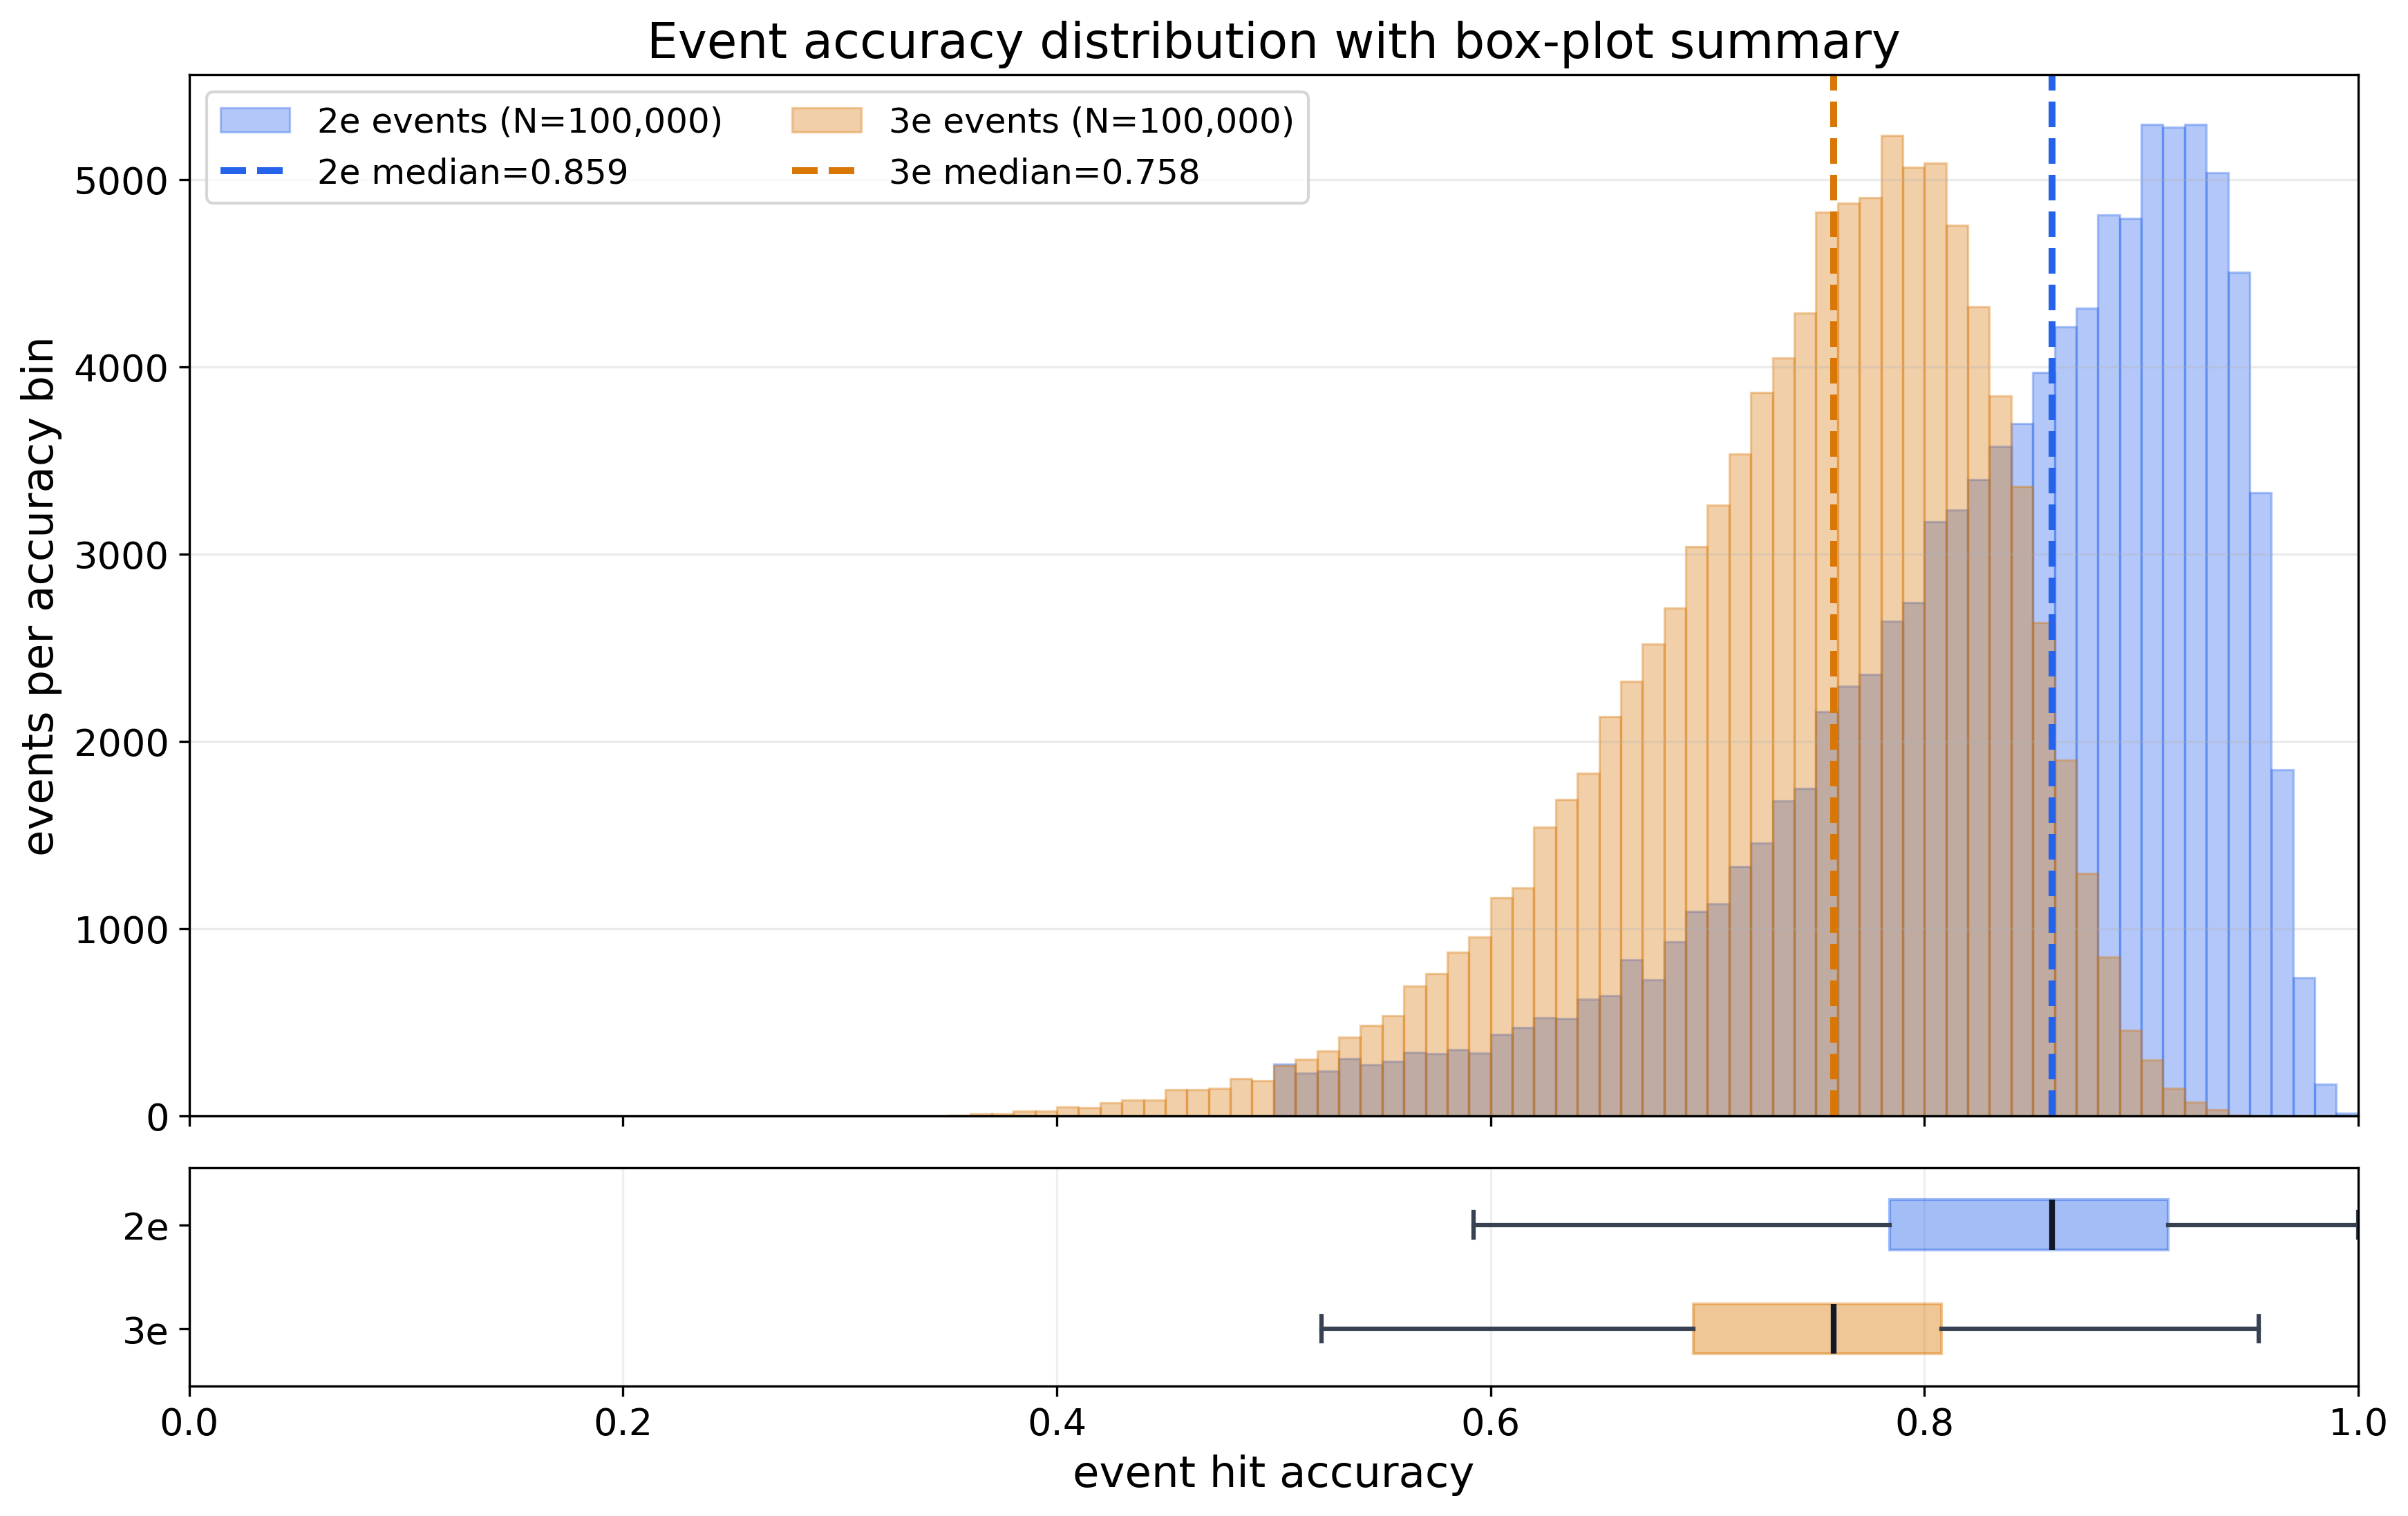 Event accuracy distribution with box-plot summary
2e events (N=100,000) 3e events (N=100,000)
2e median=0.859 3e median=0.758
events per accuracy bin
5000
4000
3000
2000
1000
0
2e
3e
0.0 0.2 0.4 0.6 0.8 1.0
event hit accuracy